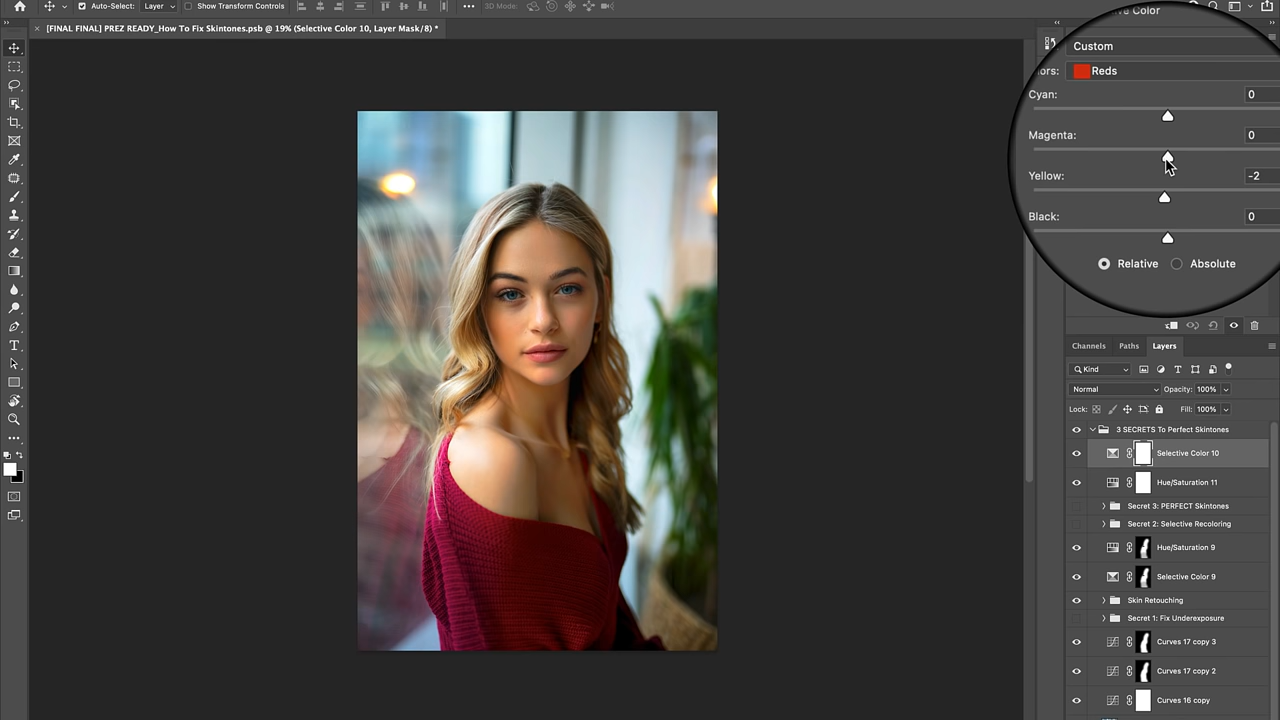 Auto-Select: Layer Show Transform Controls 3D Mode:
[FINAL FINAL] PREZ READY_How To Fix Skintones.psb @ 19% (Selective Color 10, Layer Mask/8) *
Color
Custom
Reds
Cyan: 0
Magenta: 0
Yellow: -2
Black: 0
Relative Absolute
Channels Paths Layers
Kind
Normal Opacity: 100%
Lock: Fill: 100%
3 SECRETS To Perfect Skintones
Selective Color 10
Hue/Saturation 11
Secret 3: PERFECT Skintones
Secret 2: Selective Recoloring
Hue/Saturation 9
Selective Color 9
Skin Retouching
Secret 1: Fix Underexposure
Curves 17 copy 3
Curves 17 copy 2
Curves 16 copy